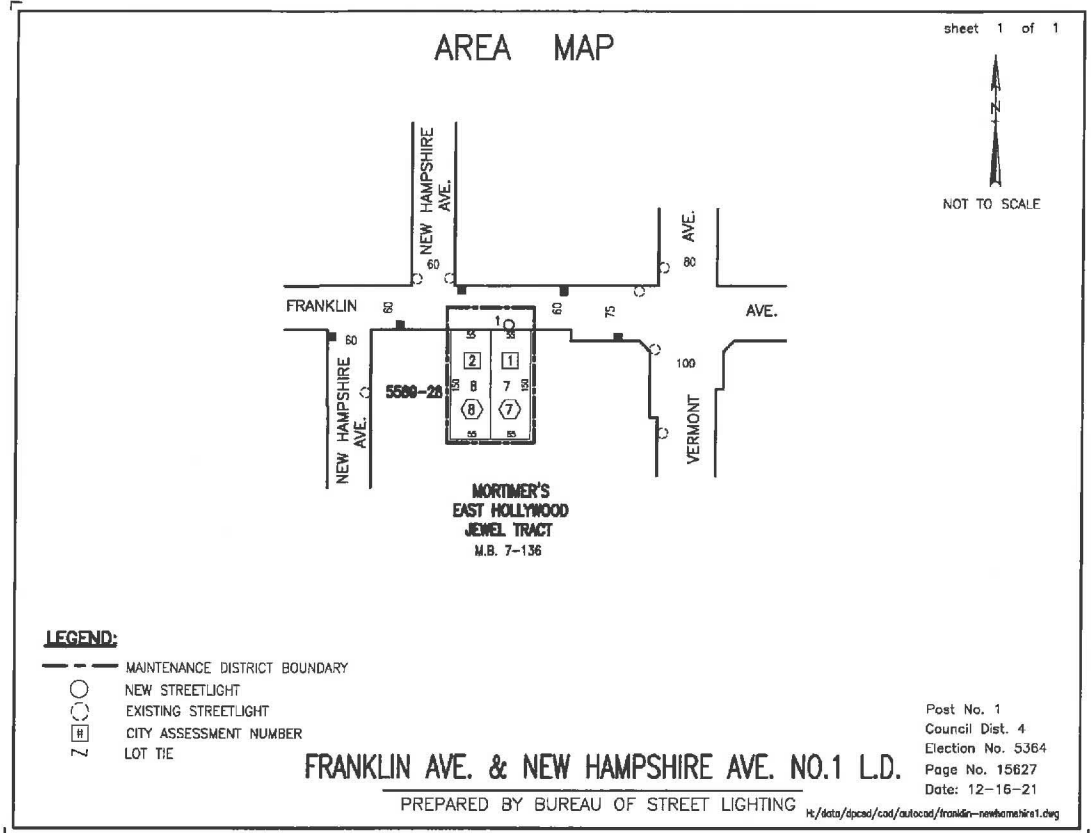 sheet 1 of 1
AREA MAP
N
NOT TO SCALE
NEW HAMPSHIRE
AVE.
60
AVE.
80
FRANKLIN
60
60
75
AVE.
1
60
55
55
2
1
100
NEW HAMPSHIRE
AVE.
5589-28
150
8
7
150
8
7
55
55
VERMONT
MORTIMER'S
EAST HOLLYWOOD
JEWEL TRACT
M.B. 7-136
LEGEND:
MAINTENANCE DISTRICT BOUNDARY
NEW STREETLIGHT
EXISTING STREETLIGHT
# CITY ASSESSMENT NUMBER
LOT TIE
Post No. 1
Council Dist. 4
Election No. 5364
Page No. 15627
Date: 12-16-21
FRANKLIN AVE. & NEW HAMPSHIRE AVE. NO.1 L.D.
PREPARED BY BUREAU OF STREET LIGHTING
H:/data/dpcad/cad/autocad/franklin-newhamshire1.dwg